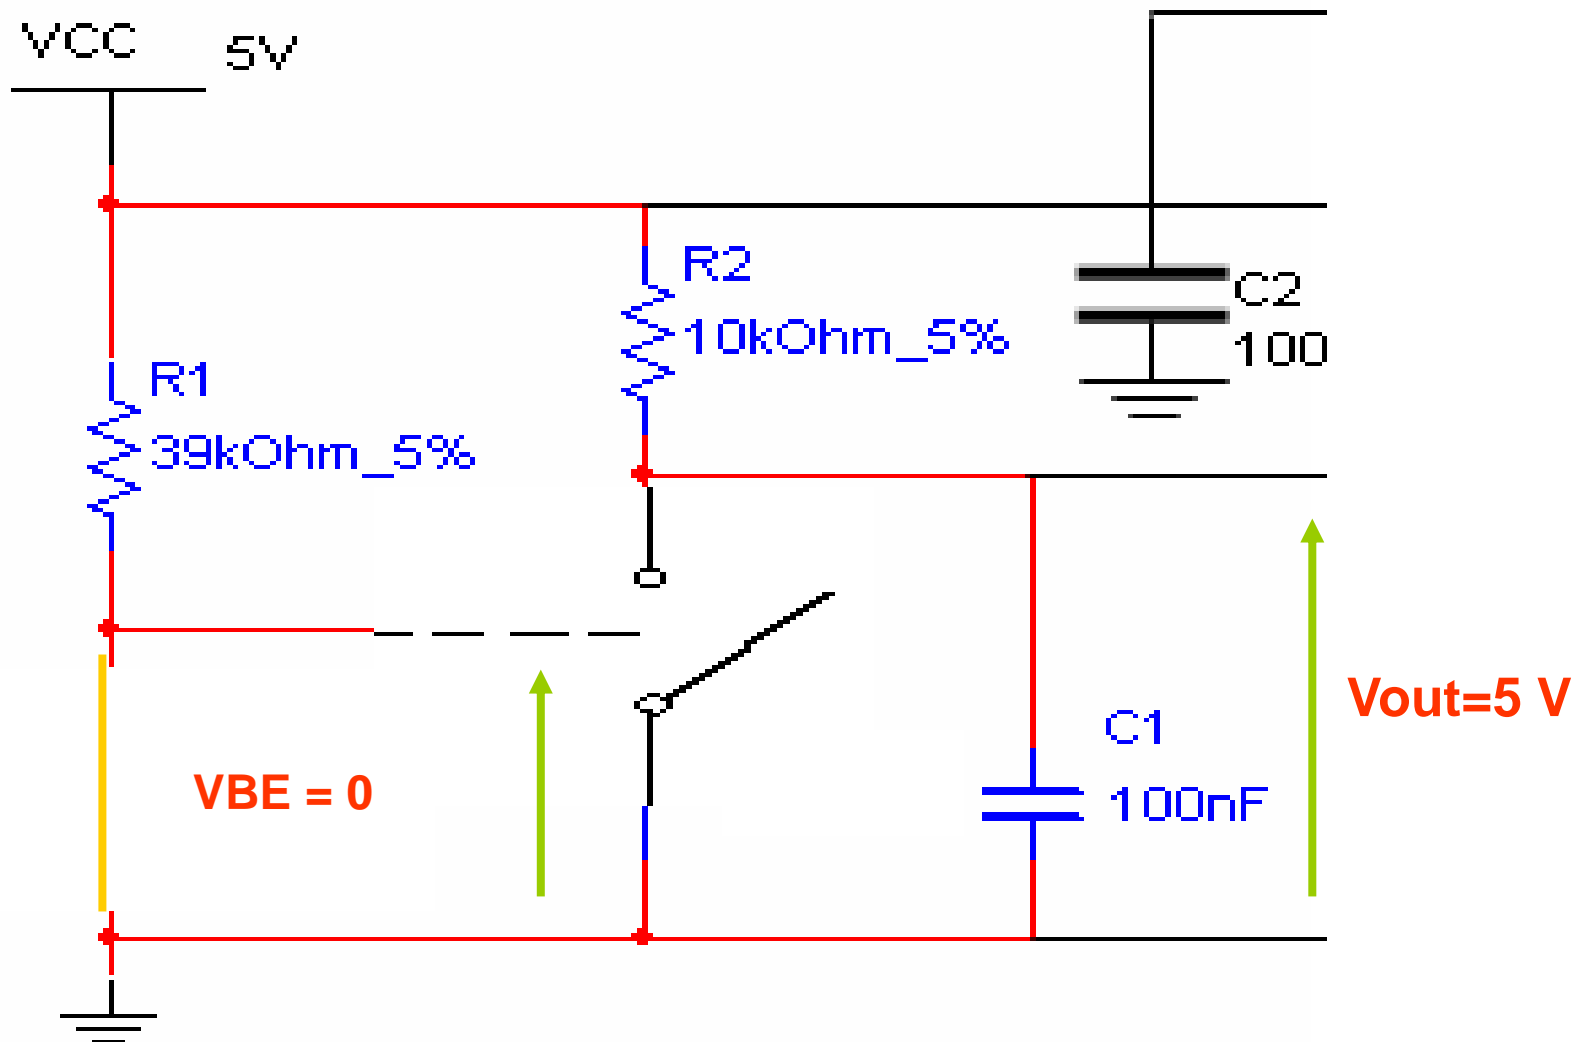 VCC
5V
R2
10kOhm_5%
C2
100
R1
39kOhm_5%
Vout=5 V
C1
100nF
VBE = 0